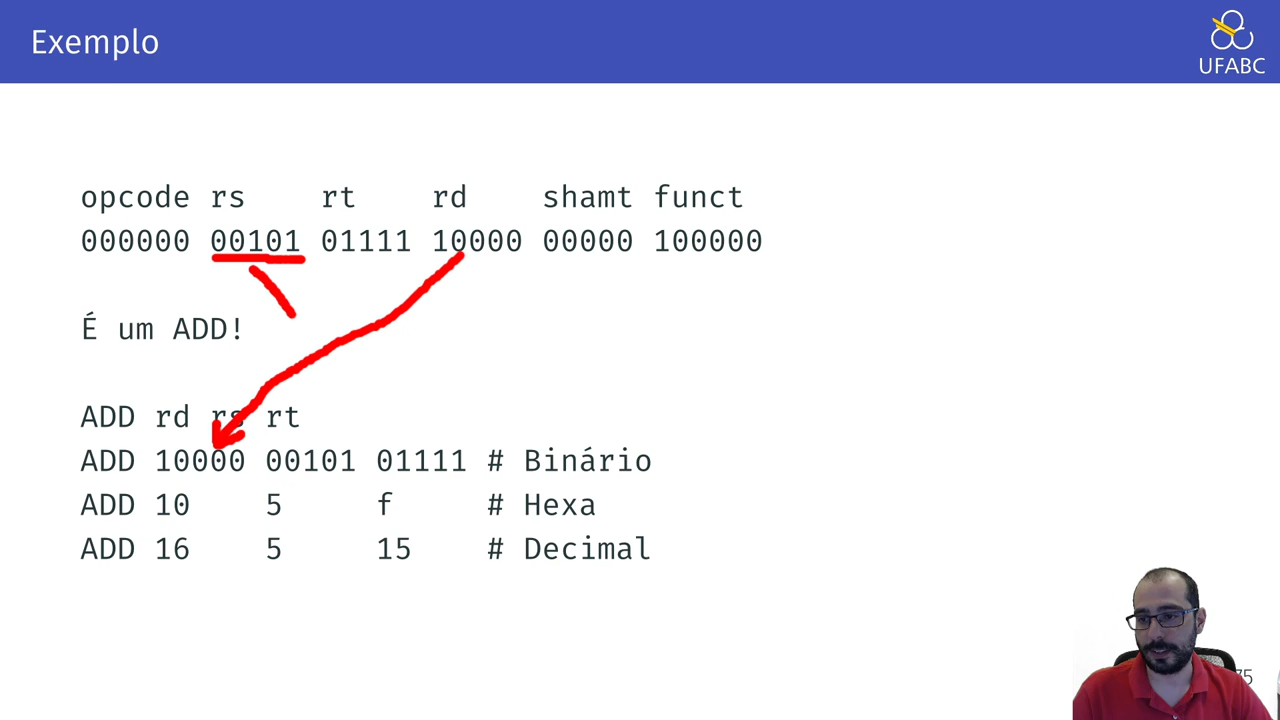 Exemplo
UFABC
opcode rs rt rd shamt funct
000000 00101 01111 10000 00000 100000
É um ADD!
ADD rd rs rt
ADD 10000 00101 01111 # Binário
ADD 10 5 f # Hexa
ADD 16 5 15 # Decimal